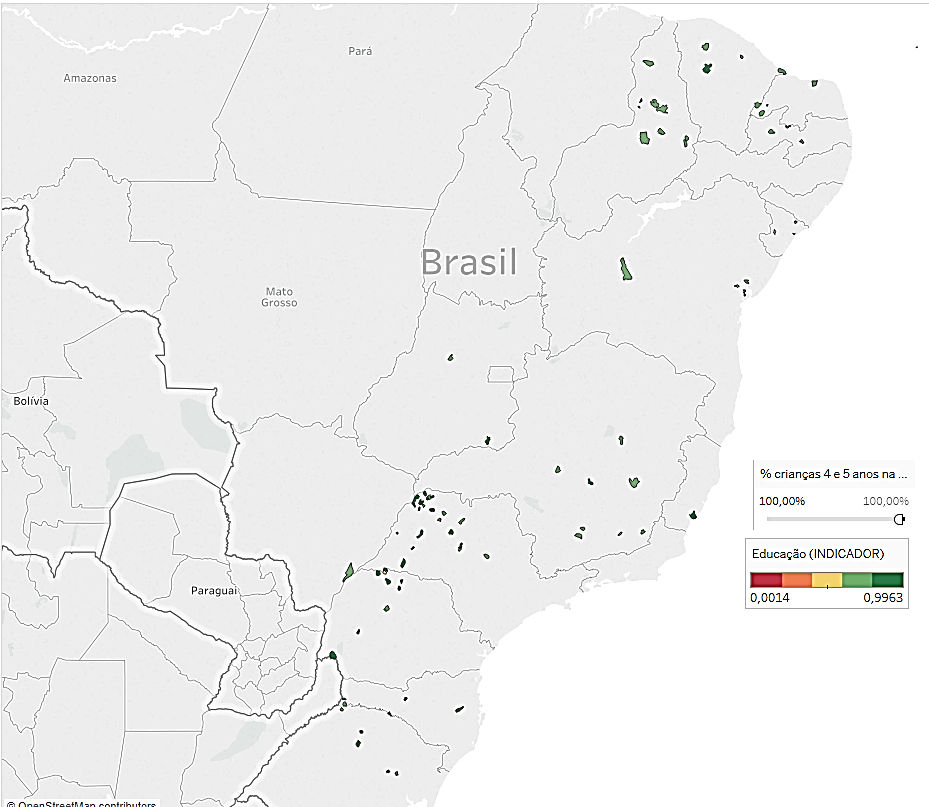 Pará
Amazonas
Brasil
Mato
Grosso
Bolívia
% crianças 4 e 5 anos na ...
100,00%
100,00%
Educação (INDICADOR)
0,0014
0,9963
Paraguai
© OpenStreetMap contributors